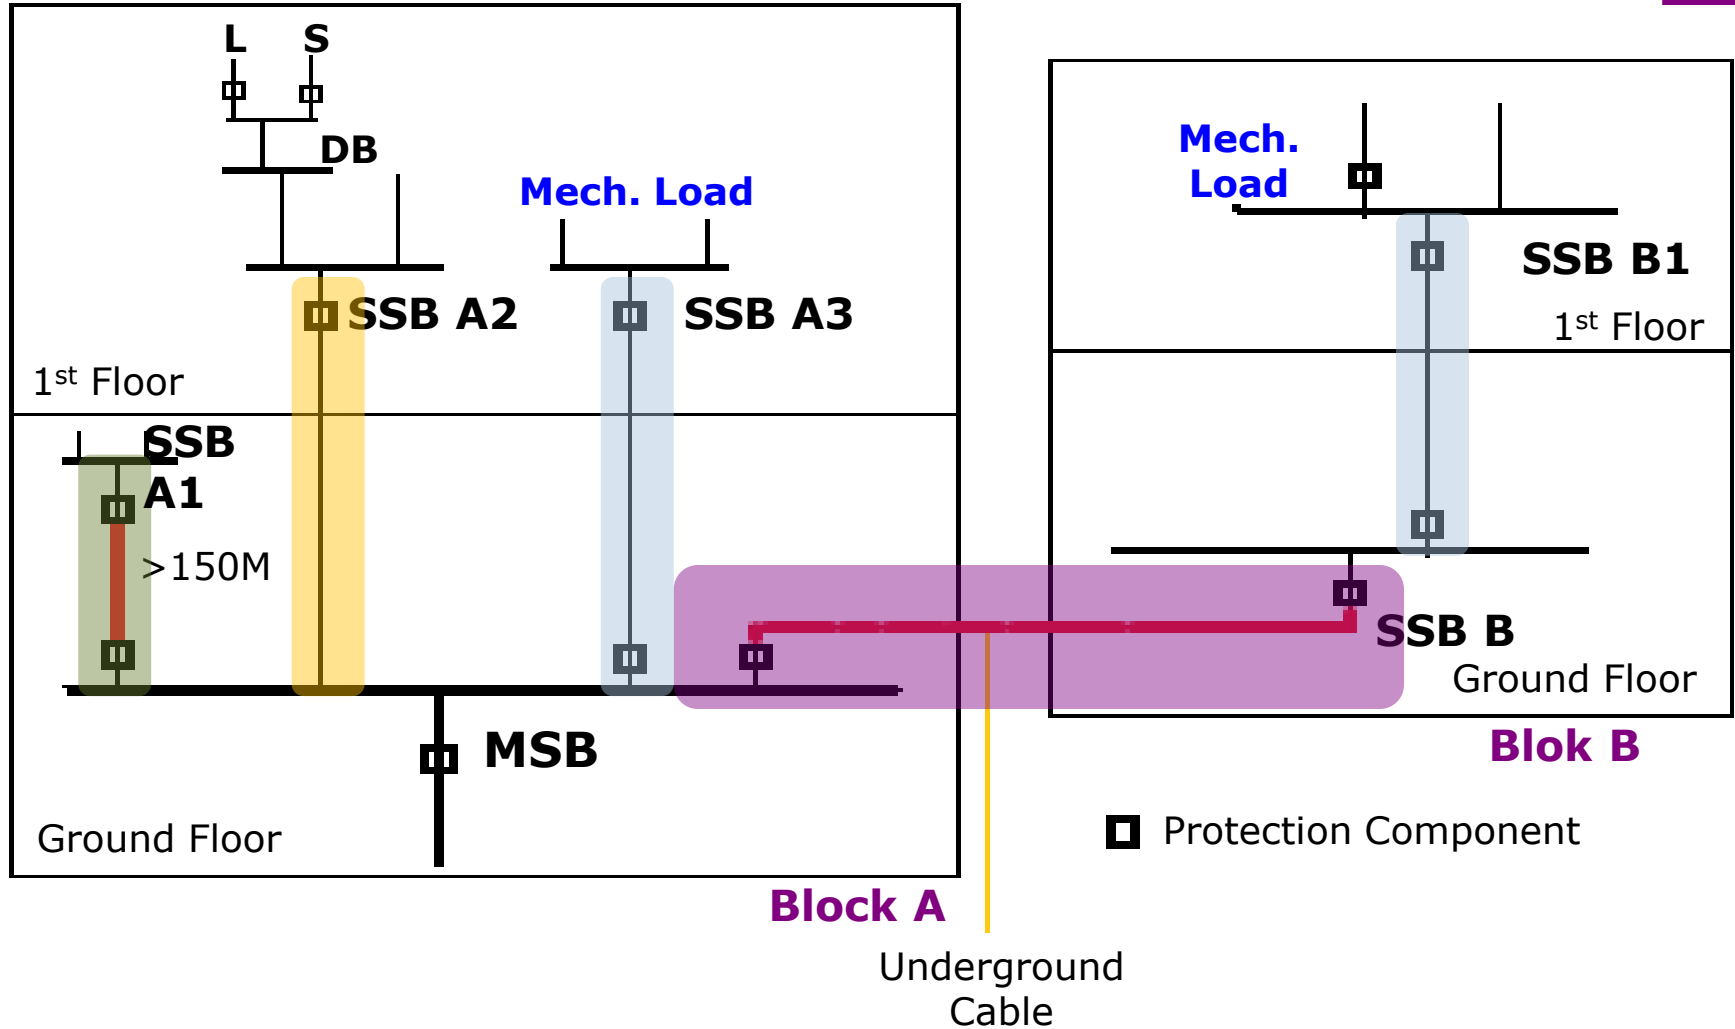 L S
DB
Mech. Load
SSB A2
SSB A3
1st Floor
SSB
A1
>150M
MSB
Ground Floor
Block A
Mech.
Load
SSB B1
1st Floor
SSB B
Ground Floor
Blok B
Protection Component
Underground
Cable